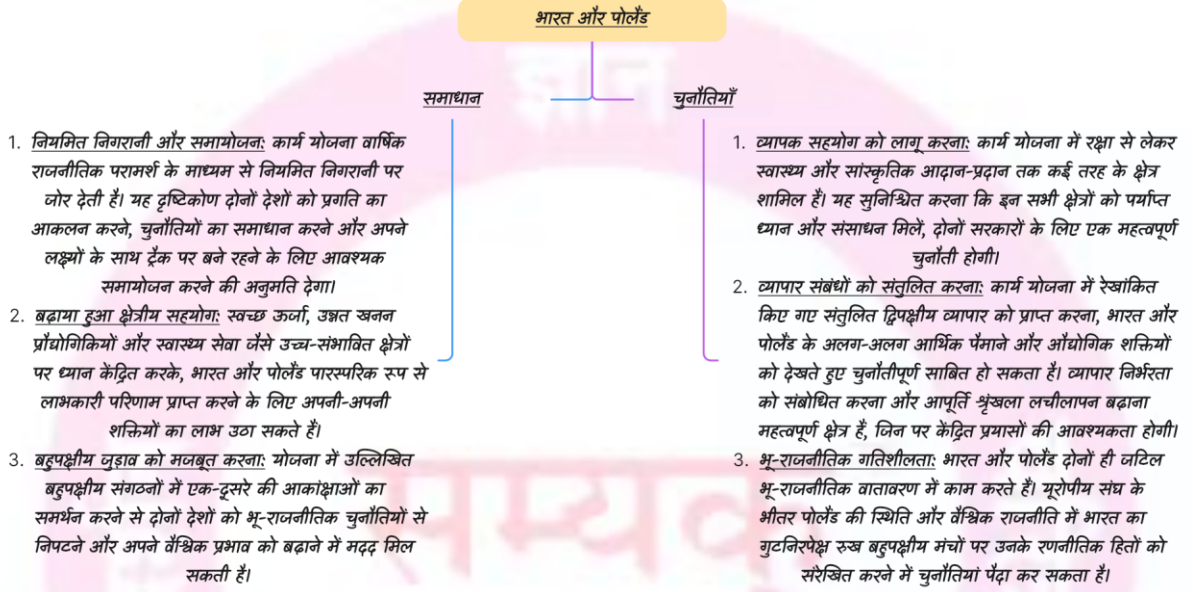 भारत और पोलैंड
समाधान
1. नियमित निगरानी और समायोजन: कार्य योजना वार्षिक
राजनीतिक परामर्श के माध्यम से नियमित निगरानी पर
जोर देती है। यह दृष्टिकोण दोनों देशों को प्रगति का
आकलन करने, चुनौतियों का समाधान करने और अपने
लक्ष्यों के साथ ट्रैक पर बने रहने के लिए आवश्यक
समायोजन करने की अनुमति देगा।
2. बढ़ाया हुआ क्षेत्रीय सहयोग: स्वच्छ ऊर्जा, उन्नत खनन
प्रौद्योगिकियों और स्वास्थ्य सेवा जैसे उच्च-संभावित क्षेत्रों
पर ध्यान केंद्रित करके, भारत और पोलैंड पारस्परिक रूप से
लाभकारी परिणाम प्राप्त करने के लिए अपनी-अपनी
शक्तियों का लाभ उठा सकते हैं।
3. बहुपक्षीय जुड़ाव को मजबूत करना: योजना में उल्लिखित
बहुपक्षीय संगठनों में एक-दूसरे की आकांक्षाओं का
समर्थन करने से दोनों देशों को भू-राजनीतिक चुनौतियों से
निपटने और अपने वैश्विक प्रभाव को बढ़ाने में मदद मिल
सकती है।
चुनौतियाँ
1. व्यापक सहयोग को लागू करना: कार्य योजना में रक्षा से लेकर
स्वास्थ्य और सांस्कृतिक आदान-प्रदान तक कई तरह के क्षेत्र
शामिल हैं। यह सुनिश्चित करना कि इन सभी क्षेत्रों को पर्याप्त
ध्यान और संसाधन मिलें, दोनों सरकारों के लिए एक महत्वपूर्ण
चुनौती होगी।
2. व्यापार संबंधों को संतुलित करना: कार्य योजना में रेखांकित
किए गए संतुलित द्विपक्षीय व्यापार को प्राप्त करना, भारत और
पोलैंड के अलग-अलग आर्थिक पैमाने और औद्योगिक शक्तियों
को देखते हुए चुनौतीपूर्ण साबित हो सकता है। व्यापार निर्भरता
को संबोधित करना और आपूर्ति श्रृंखला लचीलापन बढ़ाना
महत्वपूर्ण क्षेत्र हैं, जिन पर केंद्रित प्रयासों की आवश्यकता होगी।
3. भू-राजनीतिक गतिशीलता: भारत और पोलैंड दोनों ही जटिल
भू-राजनीतिक वातावरण में काम करते हैं। यूरोपीय संघ के
भीतर पोलैंड की स्थिति और वैश्विक राजनीति में भारत का
गुटनिरपेक्ष रुख बहुपक्षीय मंचों पर उनके रणनीतिक हितों को
संरेखित करने में चुनौतियां पैदा कर सकता है।
ज्ञान